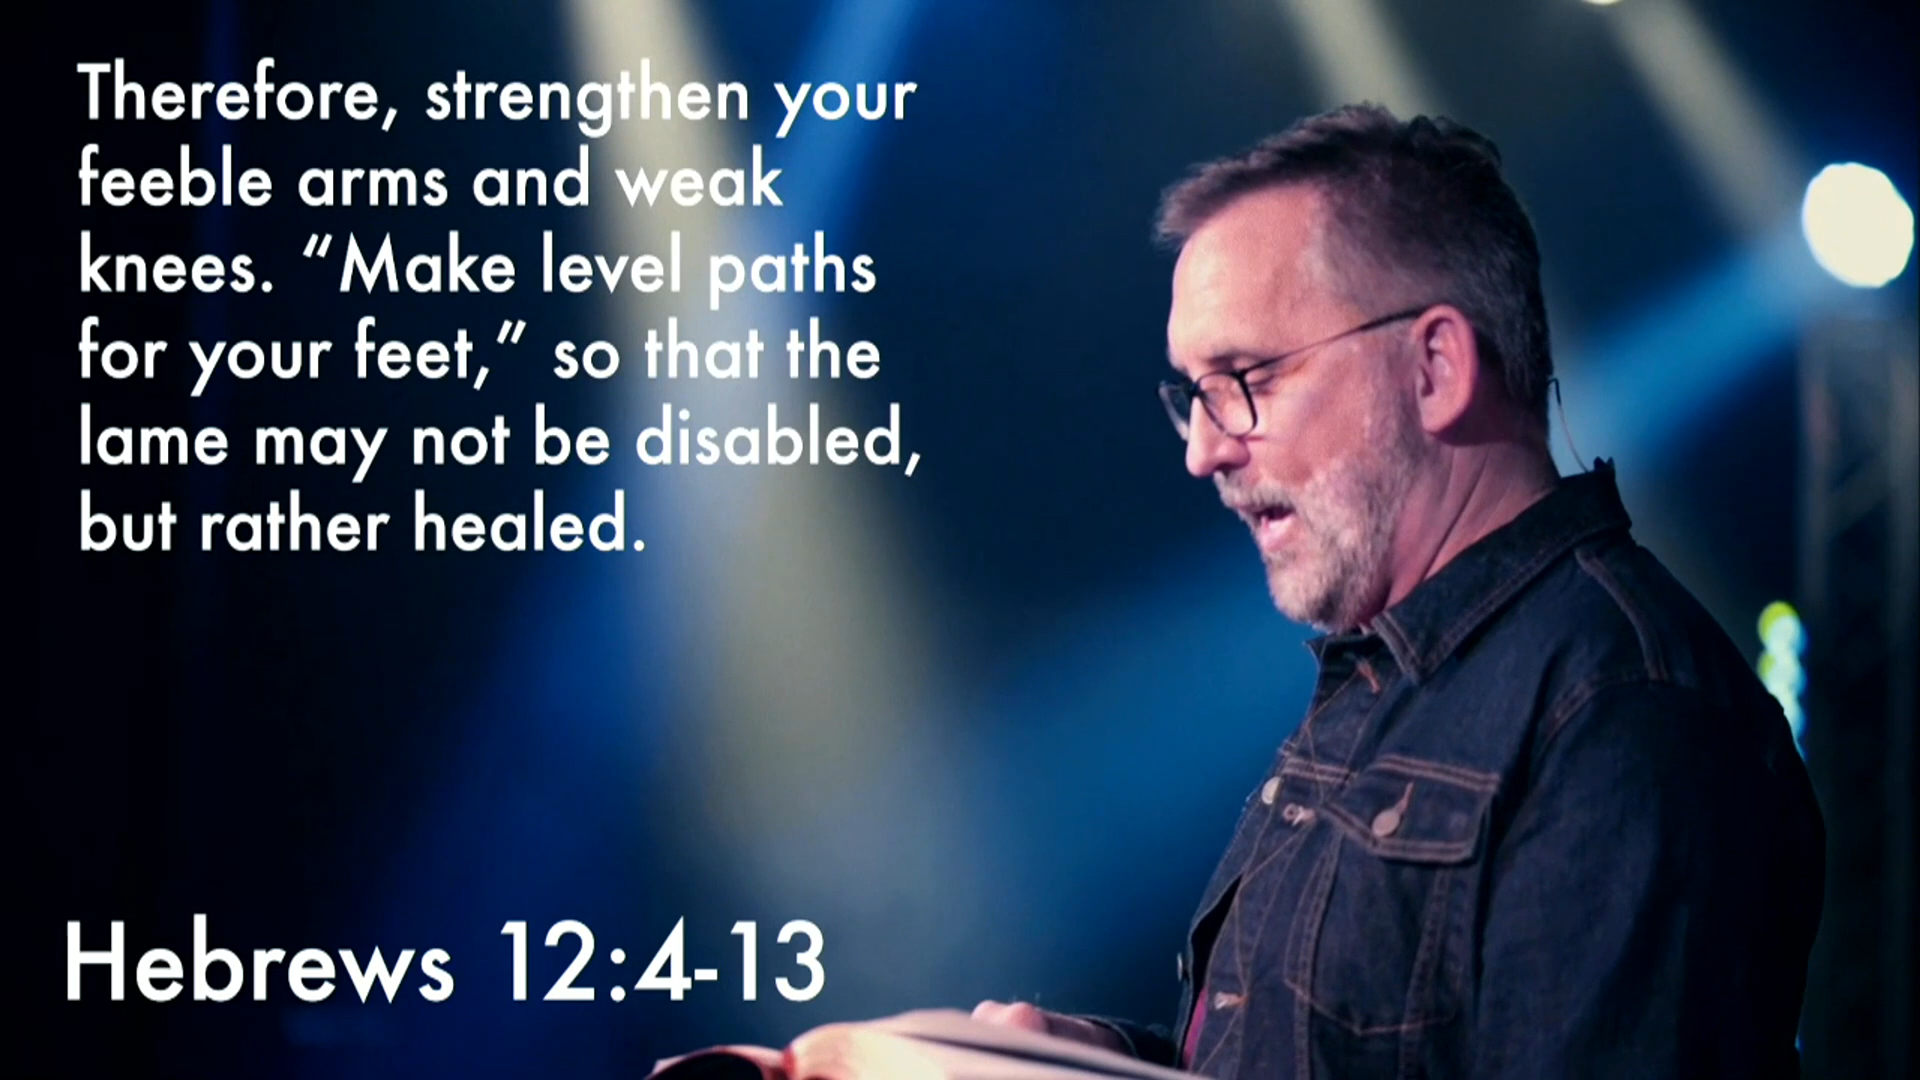 Therefore, strengthen your
feeble arms and weak
knees. “Make level paths
for your feet,” so that the
lame may not be disabled,
but rather healed.
Hebrews 12:4-13